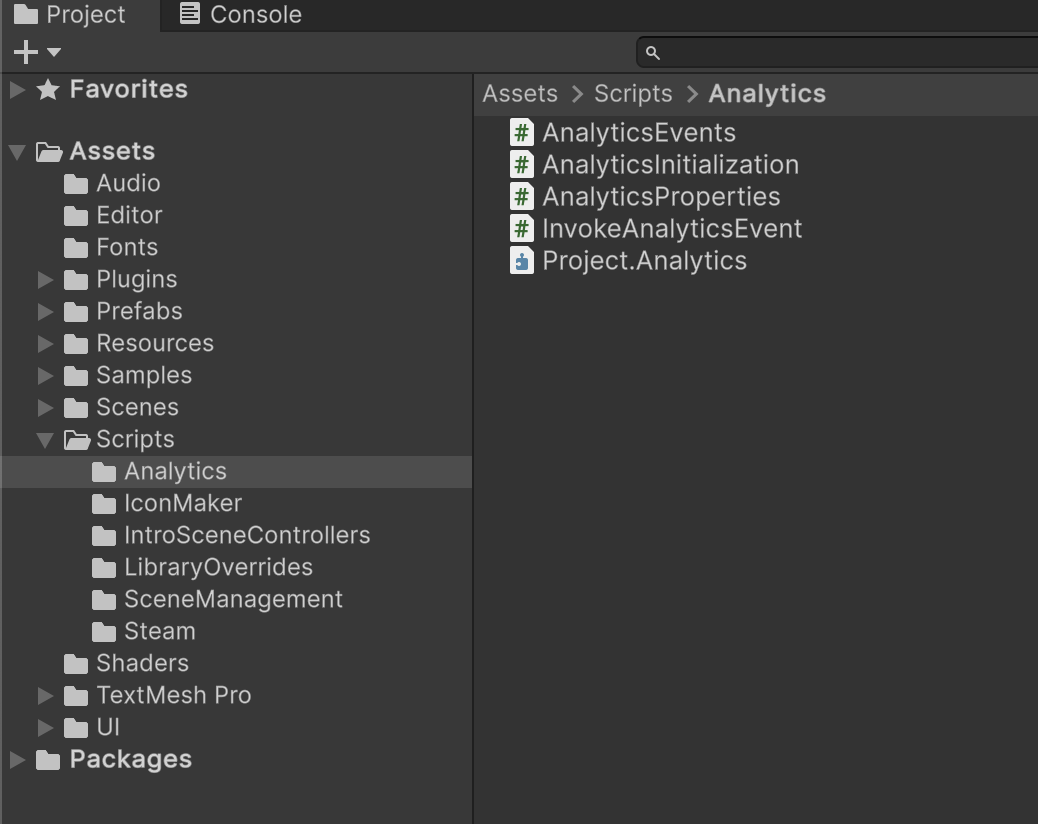 Project
Console
Favorites
Assets
Audio
Editor
Fonts
Plugins
Prefabs
Resources
Samples
Scenes
Scripts
Analytics
IconMaker
IntroSceneControllers
LibraryOverrides
SceneManagement
Steam
Shaders
TextMesh Pro
UI
Packages
Assets > Scripts > Analytics
# AnalyticsEvents
# AnalyticsInitialization
# AnalyticsProperties
# InvokeAnalyticsEvent
Project.Analytics